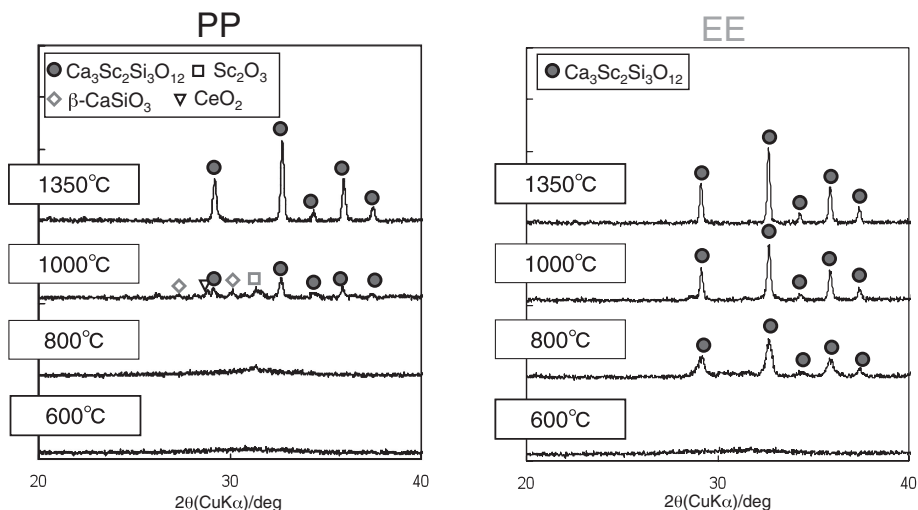 PP
Ca₃Sc₂Si₃O₁₂ Sc₂O₃
β-CaSiO₃ CeO₂
1350°C
1000°C
800°C
600°C
20 30 40
2θ(CuKα)/deg
EE
Ca₃Sc₂Si₃O₁₂
1350°C
1000°C
800°C
600°C
20 30 40
2θ(CuKα)/deg